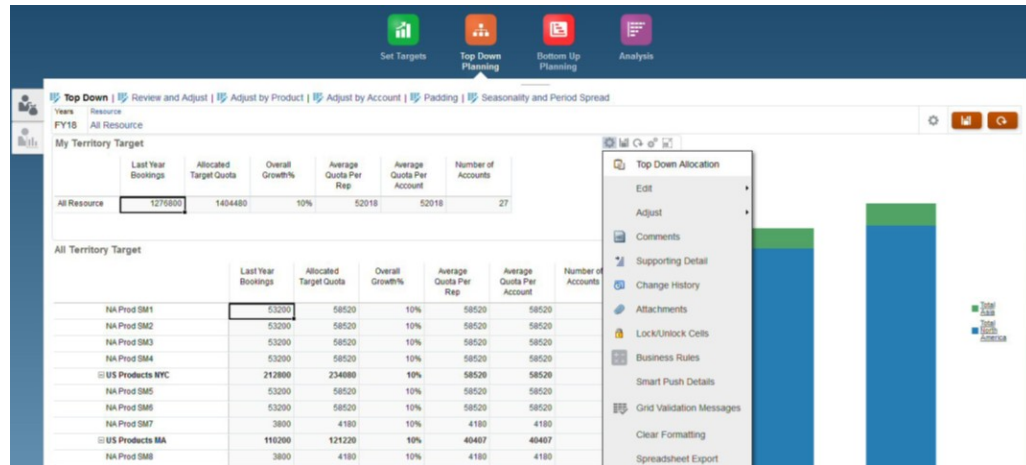 Set Targets
Top Down Planning
Bottom Up Planning
Analysis
Top Down | Review and Adjust | Adjust by Product | Adjust by Account | Padding | Seasonality and Period Spread
Years Resource
FY18 All Resource
My Territory Target
Last Year Bookings Allocated Target Quota Overall Growth% Average Quota Per Rep Average Quota Per Account Number of Accounts
All Resource 1276800 1404480 10% 52018 52018 27
All Territory Target
Last Year Bookings Allocated Target Quota Overall Growth% Average Quota Per Rep Average Quota Per Account Number of Accounts
NA Prod SM1 53200 58520 10% 58520 58520
NA Prod SM2 53200 58520 10% 58520 58520
NA Prod SM3 53200 58520 10% 58520 58520
NA Prod SM4 53200 58520 10% 58520 58520
US Products NYC 212800 234080 10% 58520 58520
NA Prod SM5 53200 58520 10% 58520 58520
NA Prod SM6 53200 58520 10% 58520 58520
NA Prod SM7 3800 4180 10% 4180 4180
US Products MA 110200 121220 10% 40407 40407
NA Prod SM8 3800 4180 10% 4180 4180
Top Down Allocation
Edit
Adjust
Comments
Supporting Detail
Change History
Attachments
Lock/Unlock Cells
Business Rules
Smart Push Details
Grid Validation Messages
Clear Formatting
Spreadsheet Export
Total Asia
Total North America